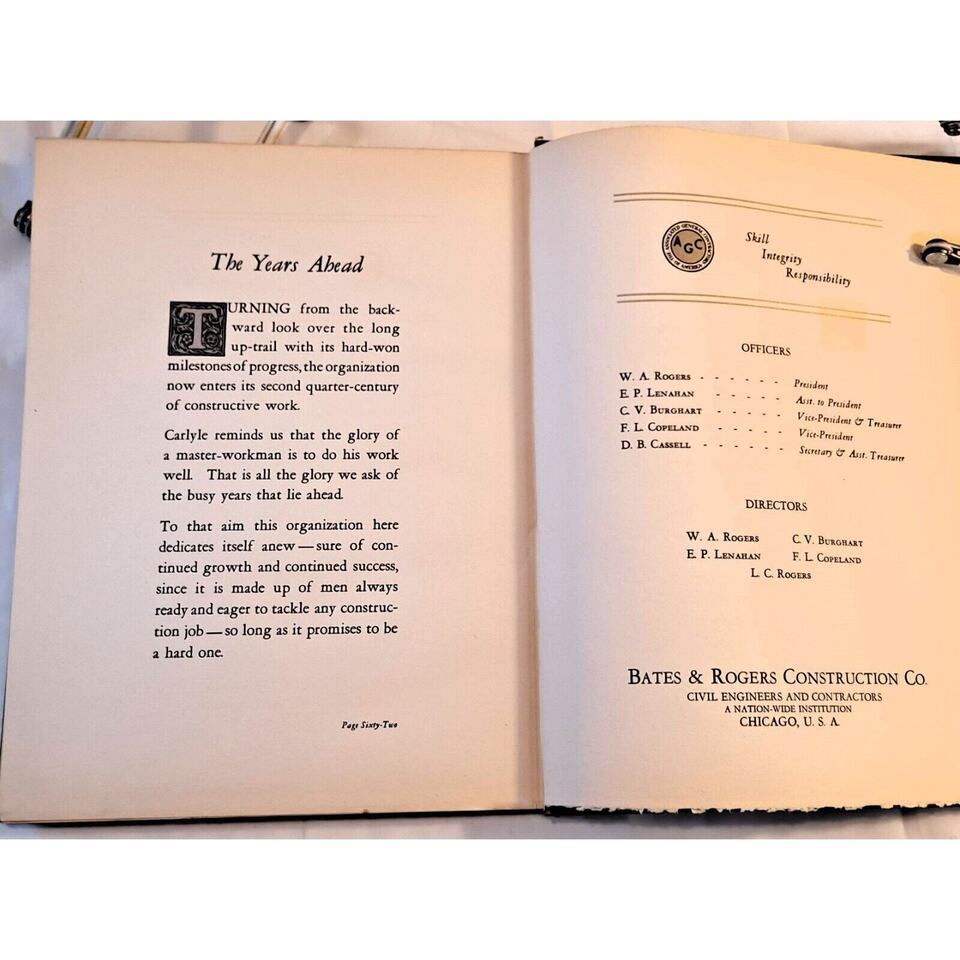 The Years Ahead
TURNING from the back-
ward look over the long
up-trail with its hard-won
milestones of progress, the organization
now enters its second quarter-century
of constructive work.
Carlyle reminds us that the glory of
a master-workman is to do his work
well. That is all the glory we ask of
the busy years that lie ahead.
To that aim this organization here
dedicates itself anew—sure of con-
tinued growth and continued success,
since it is made up of men always
ready and eager to tackle any construc-
tion job—so long as it promises to be
a hard one.
Page Sixty-Two
ASSOCIATED GENERAL CONTRACTORS
OF AMERICA
AGC
Skill
Integrity
Responsibility
OFFICERS
W. A. ROGERS - - - - - - President
E. P. LENAHAN - - - - - Asst. to President
C. V. BURGHART - - - - - Vice-President & Treasurer
F. L. COPELAND - - - - - Vice-President
D. B. CASSELL - - - - - - Secretary & Asst. Treasurer
DIRECTORS
W. A. ROGERS C. V. BURGHART
E. P. LENAHAN F. L. COPELAND
L. C. ROGERS
BATES & ROGERS CONSTRUCTION CO.
CIVIL ENGINEERS AND CONTRACTORS
A NATION-WIDE INSTITUTION
CHICAGO, U. S. A.